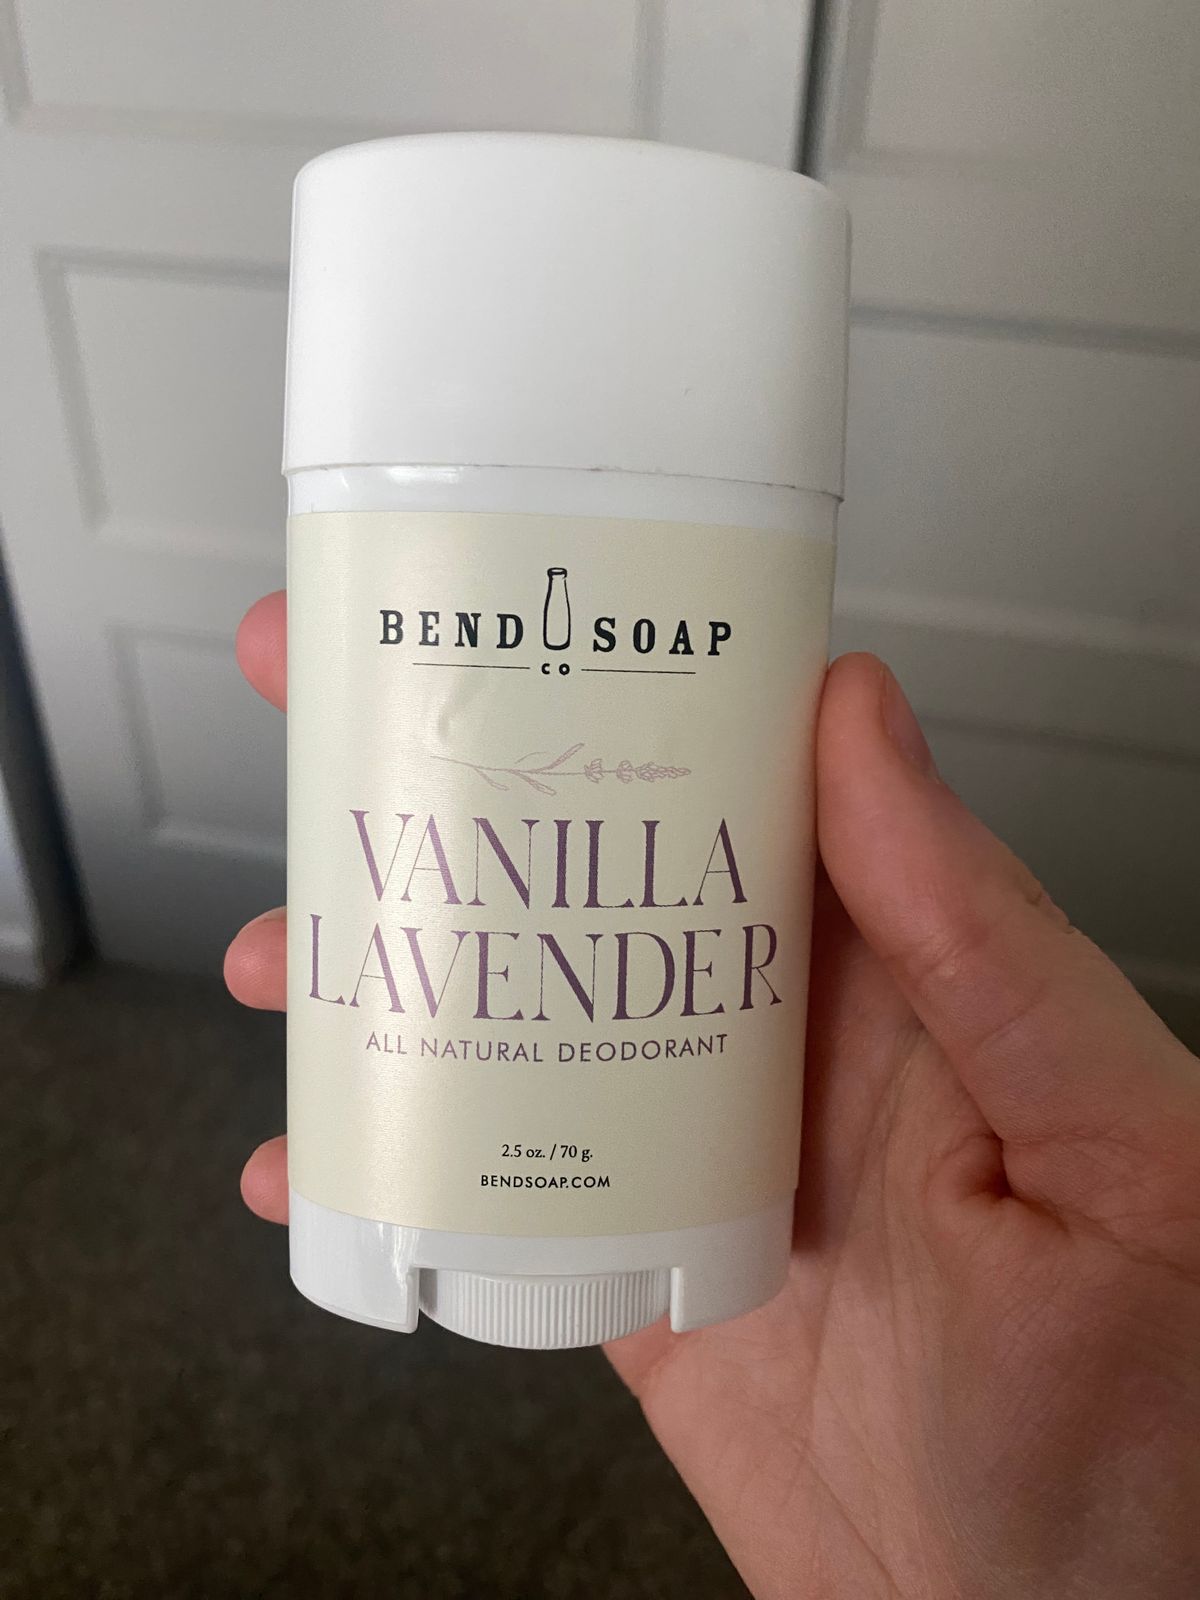 BEND SOAP
CO
VANILLA
LAVENDER
ALL NATURAL DEODORANT
2.5 oz. / 70 g.
BENDSOAP.COM